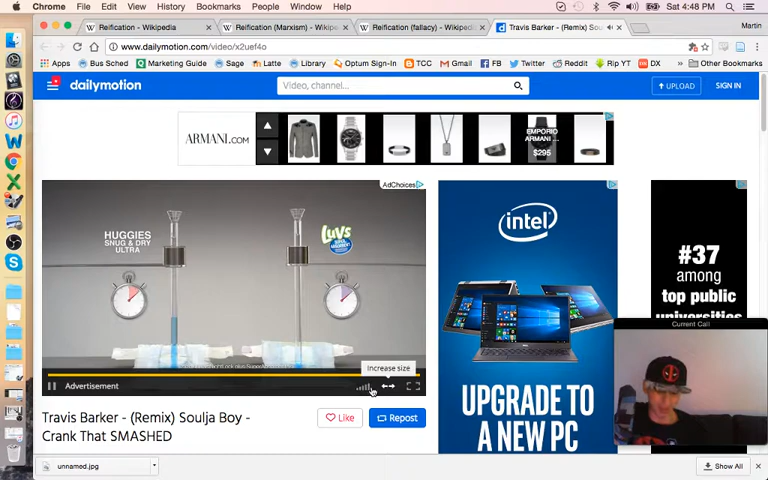 Chrome File Edit View History Bookmarks People Window Help Sat 4:48 PM
Reification - Wikipedia
Reification (Marxism) - Wikipe
Reification (fallacy) - Wikiped
Travis Barker - (Remix) Sou
Martin
www.dailymotion.com/video/x2uef4o
Apps Bus Sched Marketing Guide Sage Latte Library Optum Sign-In TCC Gmail FB Twitter Reddit Rip YT DX Other Bookmarks
dailymotion
Video, channel...
UPLOAD
SIGN IN
ARMANI.COM
EMPORIO
ARMANI ...
$295
AdChoices
HUGGIES
SNUG & DRY
ULTRA
Luvs
intel
UPGRADE TO
A NEW PC
#37
among
top public
universities
Current Call
Increase size
Advertisement
Travis Barker - (Remix) Soulja Boy -
Crank That SMASHED
Like
Repost
unnamed.jpg
Show All